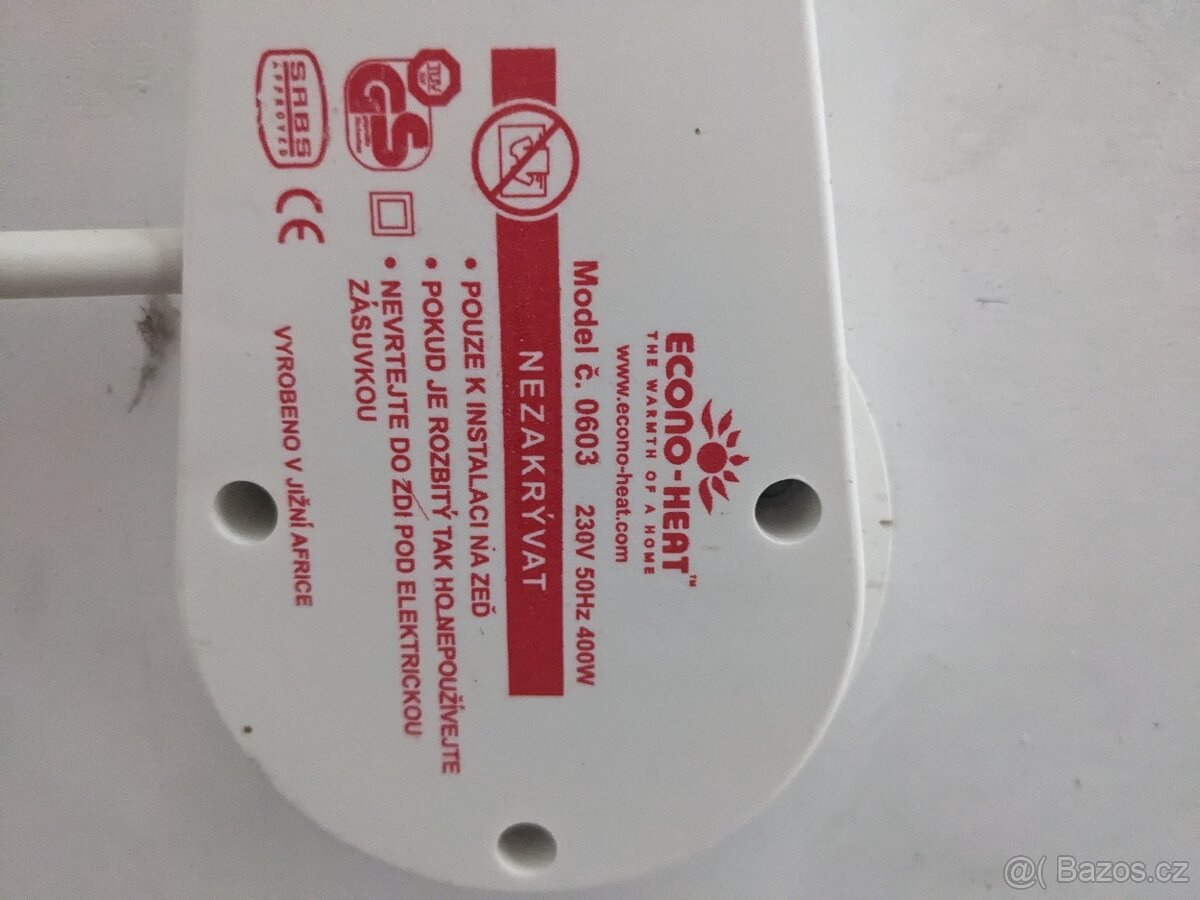 ECONO-HEAT™
THE WARMTH OF A HOME
www.econo-heat.com
Model č. 0603 230V 50Hz 400W
NEZAKRÝVAT
• POUZE K INSTALACI NA ZEĎ
• POKUD JE ROZBITÝ TAK HO NEPOUŽÍVEJTE
• NEVRTEJTE DO ZDI POD ELEKTRICKOU
ZÁSUVKOU
TUV
GS
SABS
APPROVED
CE
VYROBENO V JIŽNÍ AFRICE
@( Bazos.cz